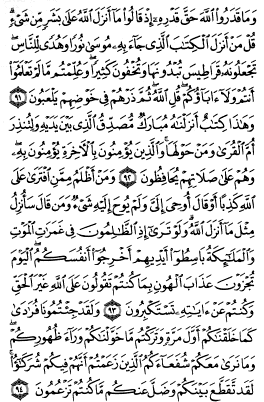 وَمَا قَدَرُوا۟ ٱللَّهَ حَقَّ قَدْرِهِۦٓ إِذْ قَالُوا۟ مَآ أَنزَلَ ٱللَّهُ عَلَىٰ بَشَرٍ مِّن شَىْءٍ ۗ
قُلْ مَنْ أَنزَلَ ٱلْكِتَٰبَ ٱلَّذِى جَآءَ بِهِۦ مُوسَىٰ نُورًا وَهُدًى لِّلنَّاسِ ۖ
تَجْعَلُونَهُۥ قَرَاطِيسَ تُبْدُونَهَا وَتُخْفُونَ كَثِيرًا ۖ وَعُلِّمْتُم مَّا لَمْ تَعْلَمُوٓا۟
أَنتُمْ وَلَآ ءَابَآؤُكُمْ ۖ قُلِ ٱللَّهُ ۖ ثُمَّ ذَرْهُمْ فِى خَوْضِهِمْ يَلْعَبُونَ ٩١
وَهَٰذَا كِتَٰبٌ أَنزَلْنَٰهُ مُبَارَكٌ مُّصَدِّقُ ٱلَّذِى بَيْنَ يَدَيْهِ وَلِتُنذِرَ
أُمَّ ٱلْقُرَىٰ وَمَنْ حَوْلَهَا ۚ وَٱلَّذِينَ يُؤْمِنُونَ بِٱلْءَاخِرَةِ يُؤْمِنُونَ بِهِۦ ۖ
وَهُمْ عَلَىٰ صَلَاتِهِمْ يُحَافِظُونَ ٩٢ وَمَنْ أَظْلَمُ مِمَّنِ ٱفْتَرَىٰ عَلَى
ٱللَّهِ كَذِبًا أَوْ قَالَ أُوحِىَ إِلَىَّ وَلَمْ يُوحَ إِلَيْهِ شَىْءٌ وَمَن قَالَ سَأُنزِلُ
مِثْلَ مَآ أَنزَلَ ٱللَّهُ ۗ وَلَوْ تَرَىٰٓ إِذِ ٱلظَّٰلِمُونَ فِى غَمَرَٰتِ ٱلْمَوْتِ
وَٱلْمَلَٰٓئِكَةُ بَاسِطُوٓا۟ أَيْدِيهِمْ أَخْرِجُوٓا۟ أَنفُسَكُمُ ۖ ٱلْيَوْمَ
تُجْزَوْنَ عَذَابَ ٱلْهُونِ بِمَا كُنتُمْ تَقُولُونَ عَلَى ٱللَّهِ غَيْرَ ٱلْحَقِّ
وَكُنتُمْ عَنْ ءَايَٰتِهِۦ تَسْتَكْبِرُونَ ٩٣ وَلَقَدْ جِئْتُمُونَا فُرَٰدَىٰ
كَمَا خَلَقْنَٰكُمْ أَوَّلَ مَرَّةٍ وَتَرَكْتُم مَّا خَوَّلْنَٰكُمْ وَرَآءَ ظُهُورِكُمْ ۖ
وَمَا نَرَىٰ مَعَكُمْ شُفَعَآءَكُمُ ٱلَّذِينَ زَعَمْتُمْ أَنَّهُمْ فِيكُمْ شُرَكَٰٓؤُا۟ ۚ
لَقَد تَّقَطَّعَ بَيْنَكُمْ وَضَلَّ عَنكُم مَّا كُنتُمْ تَزْعُمُونَ ٩٤